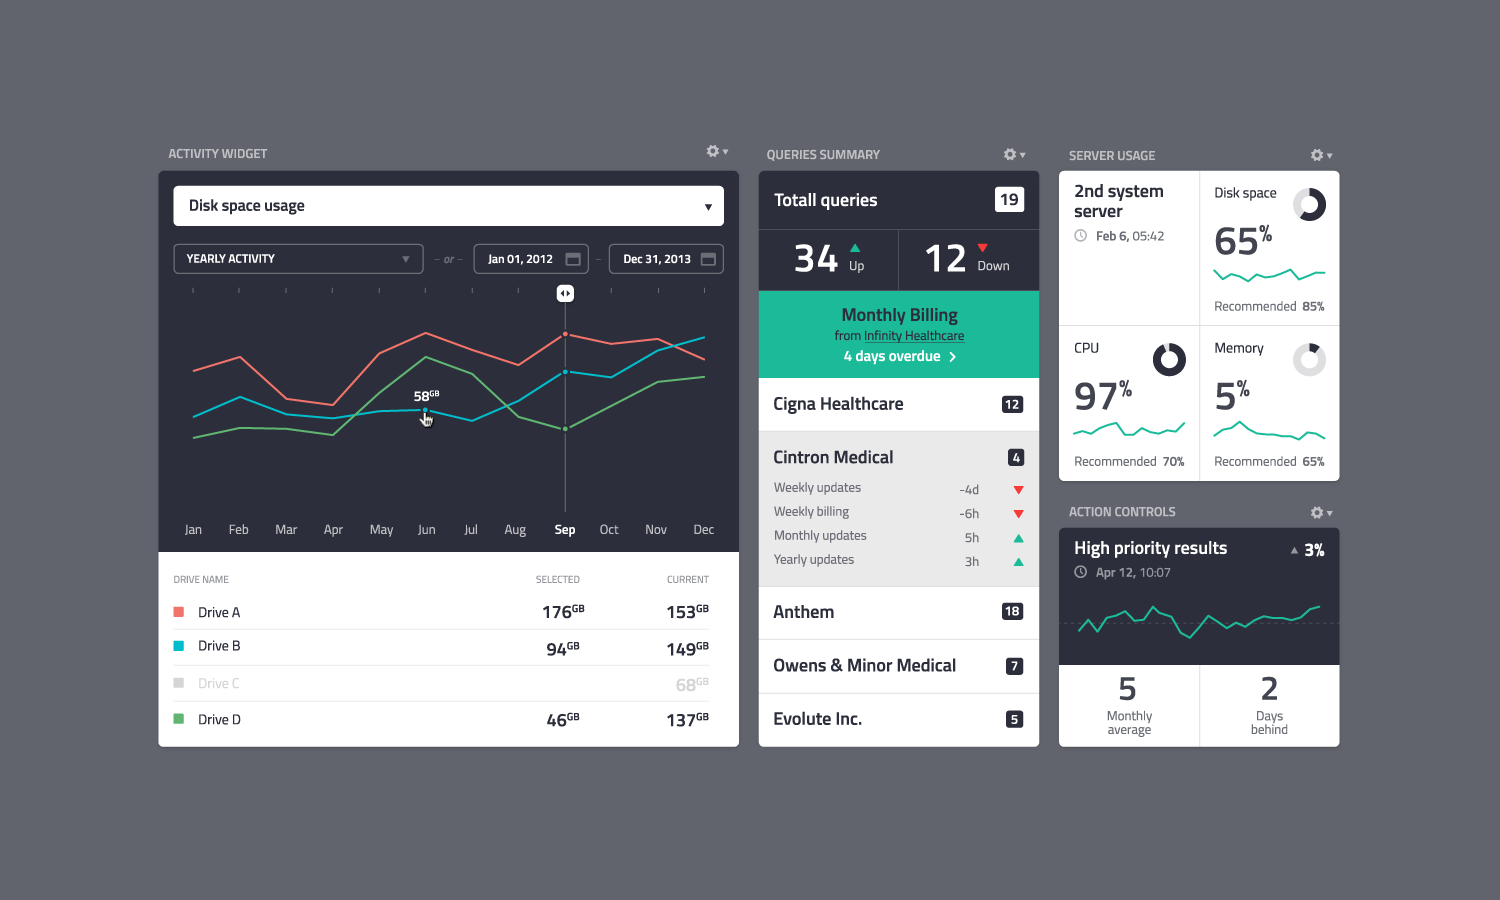 ACTIVITY WIDGET
Disk space usage
YEARLY ACTIVITY
– or –
Jan 01, 2012
–
Dec 31, 2013
58GB
Jan Feb Mar Apr May Jun Jul Aug Sep Oct Nov Dec
DRIVE NAME SELECTED CURRENT
Drive A 176GB 153GB
Drive B 94GB 149GB
Drive C 68GB
Drive D 46GB 137GB
QUERIES SUMMARY
Totall queries 19
34 Up
12 Down
Monthly Billing
from Infinity Healthcare
4 days overdue
Cigna Healthcare 12
Cintron Medical 4
Weekly updates -4d
Weekly billing -6h
Monthly updates 5h
Yearly updates 3h
Anthem 18
Owens & Minor Medical 7
Evolute Inc. 5
SERVER USAGE
2nd system
server
Feb 6, 05:42
Disk space
65%
Recommended 85%
CPU
97%
Recommended 70%
Memory
5%
Recommended 65%
ACTION CONTROLS
High priority results 3%
Apr 12, 10:07
5
Monthly
average
2
Days
behind